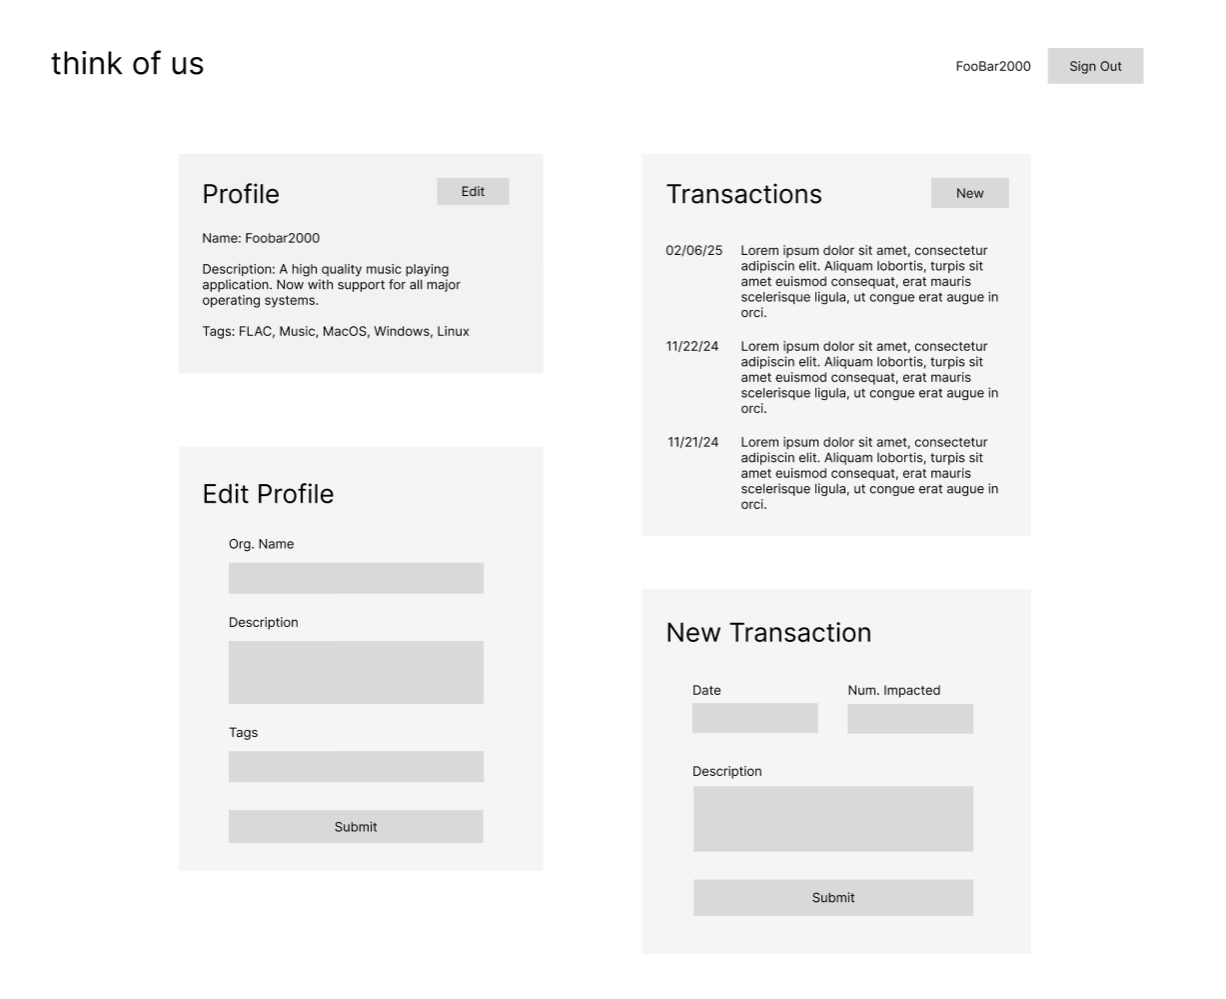 think of us
FooBar2000
Sign Out
Profile
Edit
Name: Foobar2000
Description: A high quality music playing
application. Now with support for all major
operating systems.
Tags: FLAC, Music, MacOS, Windows, Linux
Edit Profile
Org. Name
Description
Tags
Submit
Transactions
New
02/06/25
Lorem ipsum dolor sit amet, consectetur
adipiscin elit. Aliquam lobortis, turpis sit
amet euismod consequat, erat mauris
scelerisque ligula, ut congue erat augue in
orci.
11/22/24
Lorem ipsum dolor sit amet, consectetur
adipiscin elit. Aliquam lobortis, turpis sit
amet euismod consequat, erat mauris
scelerisque ligula, ut congue erat augue in
orci.
11/21/24
Lorem ipsum dolor sit amet, consectetur
adipiscin elit. Aliquam lobortis, turpis sit
amet euismod consequat, erat mauris
scelerisque ligula, ut congue erat augue in
orci.
New Transaction
Date
Num. Impacted
Description
Submit